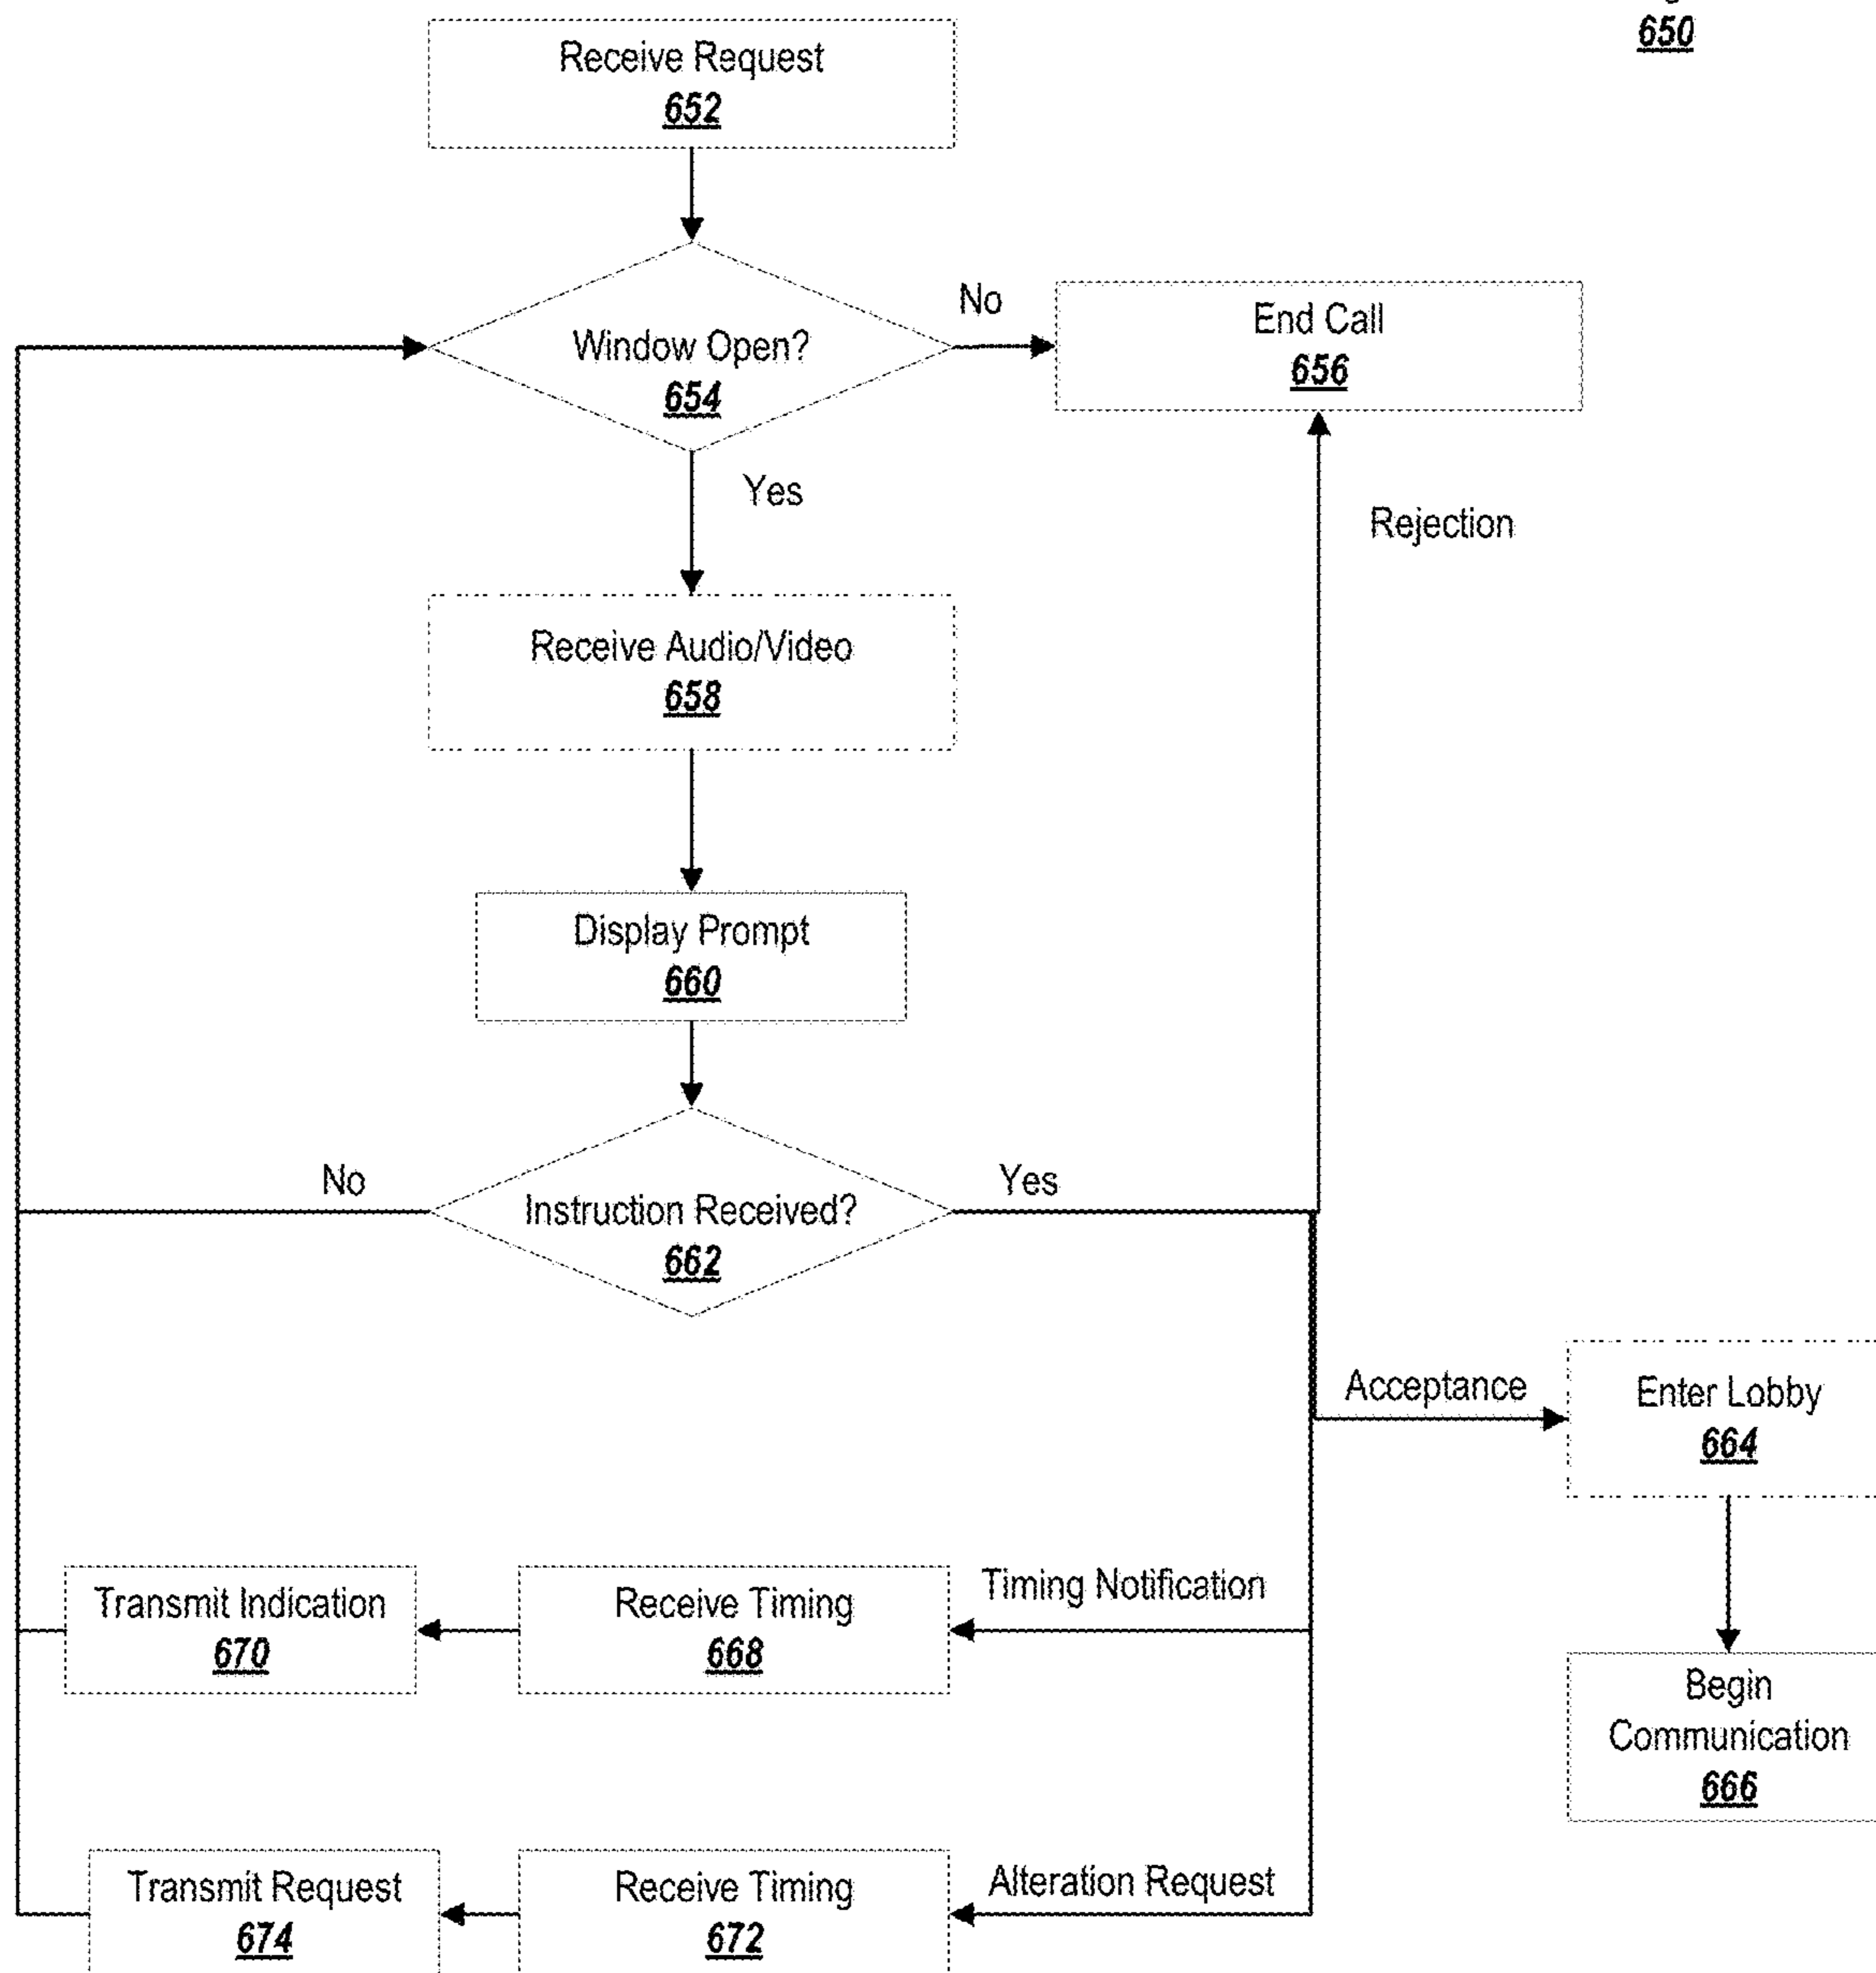 650
Receive Request
652
Window Open?
654
No
End Call
656
Yes
Rejection
Receive Audio/Video
658
Display Prompt
660
No
Instruction Received?
662
Yes
Acceptance
Enter Lobby
664
Transmit Indication
670
Receive Timing
668
Timing Notification
Begin
Communication
666
Transmit Request
674
Receive Timing
672
Alteration Request